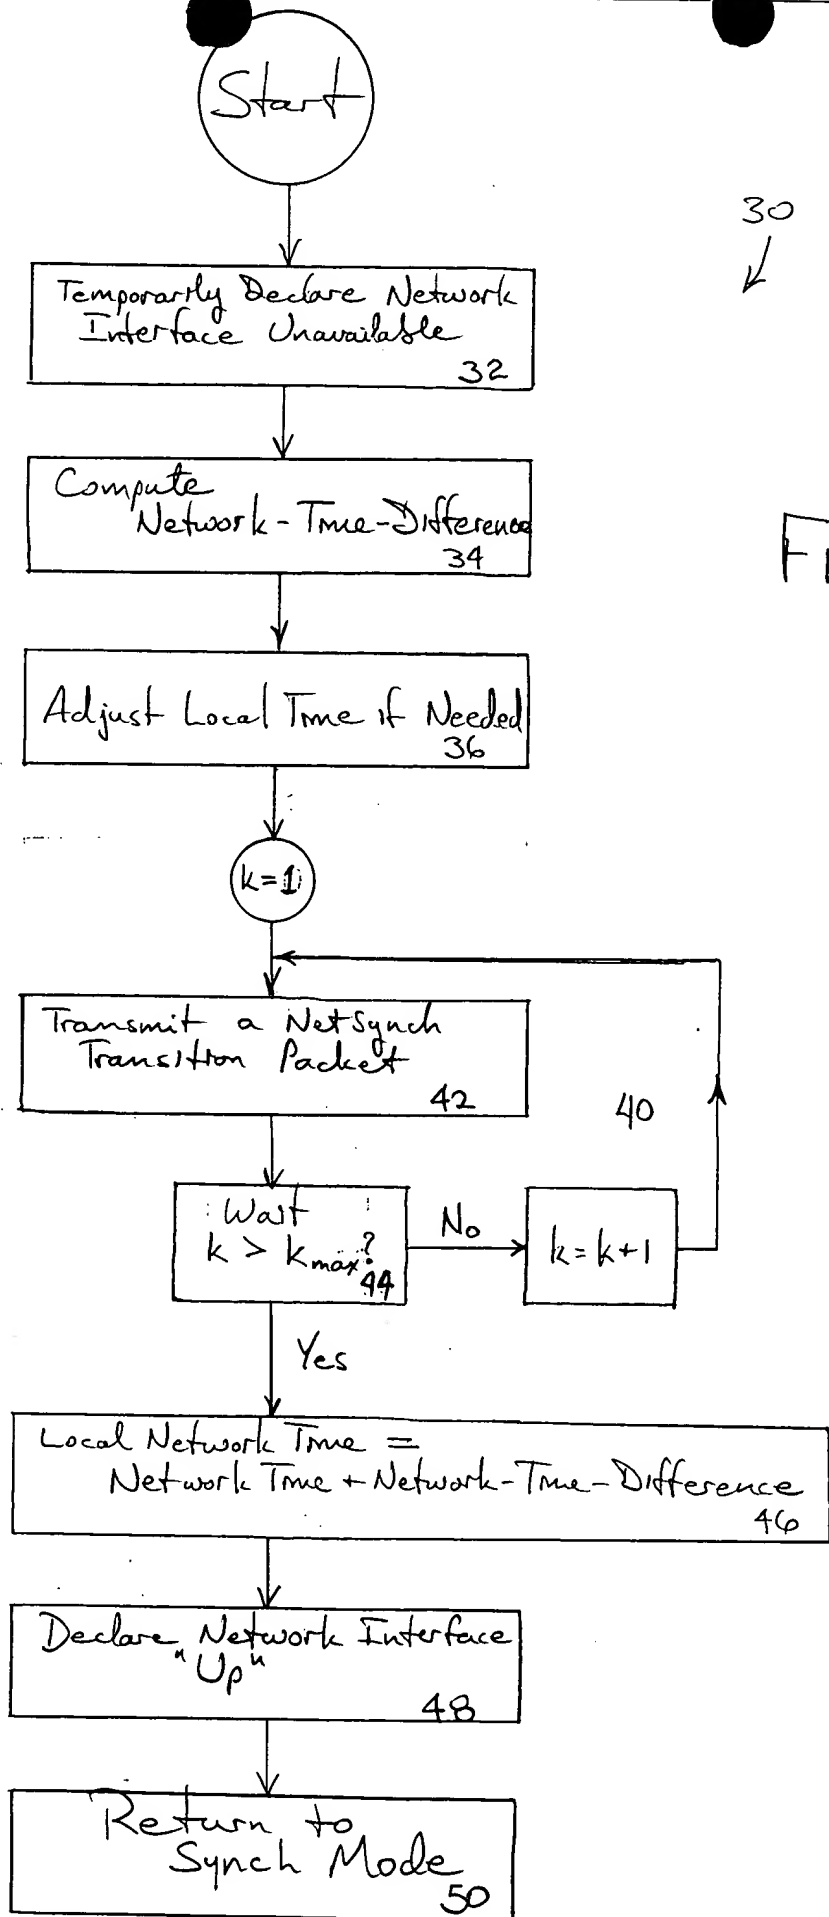 Start
30
Temporarily Declare Network
Interface Unavailable
32
Compute
Network-Time-Difference
34
Adjust Local Time if Needed
36
k=1
Transmit a NetSynch
Transition Packet
42
40
Wait
k > kmax?
44
No
k = k+1
Yes
Local Network Time =
Network Time + Network-Time-Difference
46
Declare Network Interface
"Up"
48
Return to
Synch Mode
50